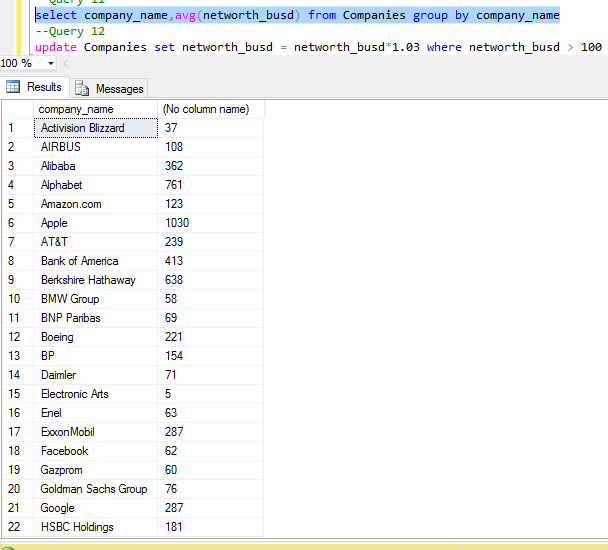 --Query 11
select company_name,avg(networth_busd) from Companies group by company_name
--Query 12
update Companies set networth_busd = networth_busd*1.03 where networth_busd > 100
100 %
Results Messages
company_name (No column name)
1 Activision Blizzard 37
2 AIRBUS 108
3 Alibaba 362
4 Alphabet 761
5 Amazon.com 123
6 Apple 1030
7 AT&T 239
8 Bank of America 413
9 Berkshire Hathaway 638
10 BMW Group 58
11 BNP Paribas 69
12 Boeing 221
13 BP 154
14 Daimler 71
15 Electronic Arts 5
16 Enel 63
17 ExxonMobil 287
18 Facebook 62
19 Gazprom 60
20 Goldman Sachs Group 76
21 Google 287
22 HSBC Holdings 181